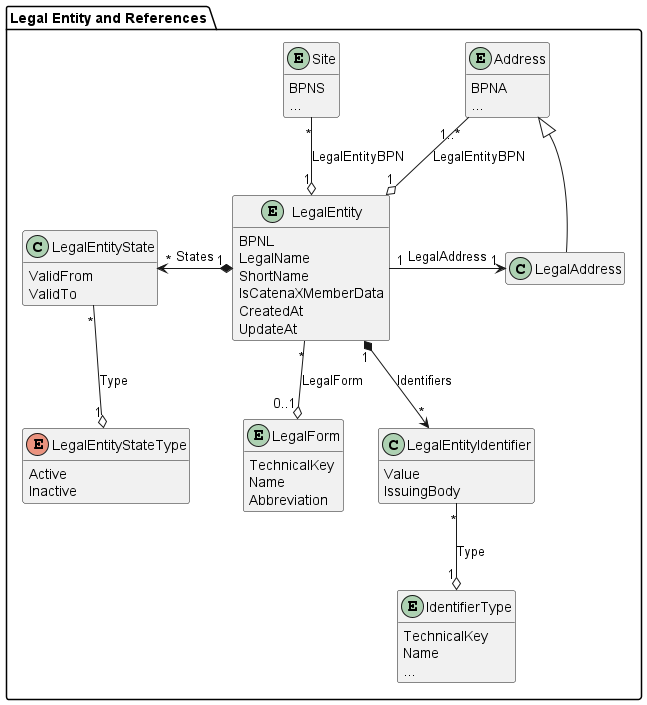 Legal Entity and References
E Site
BPNS
...
E Address
BPNA
...
*
LegalEntityBPN
1
1..*
LegalEntityBPN
1
E LegalEntity
BPNL
LegalName
ShortName
IsCatenaXMemberData
CreatedAt
UpdateAt
C LegalEntityState
ValidFrom
ValidTo
* States 1
1 LegalAddress 1
C LegalAddress
*
Type
1
*
LegalForm
0..1
1
Identifiers
*
E LegalEntityStateType
Active
Inactive
E LegalForm
TechnicalKey
Name
Abbreviation
C LegalEntityIdentifier
Value
IssuingBody
*
Type
1
E IdentifierType
TechnicalKey
Name
...